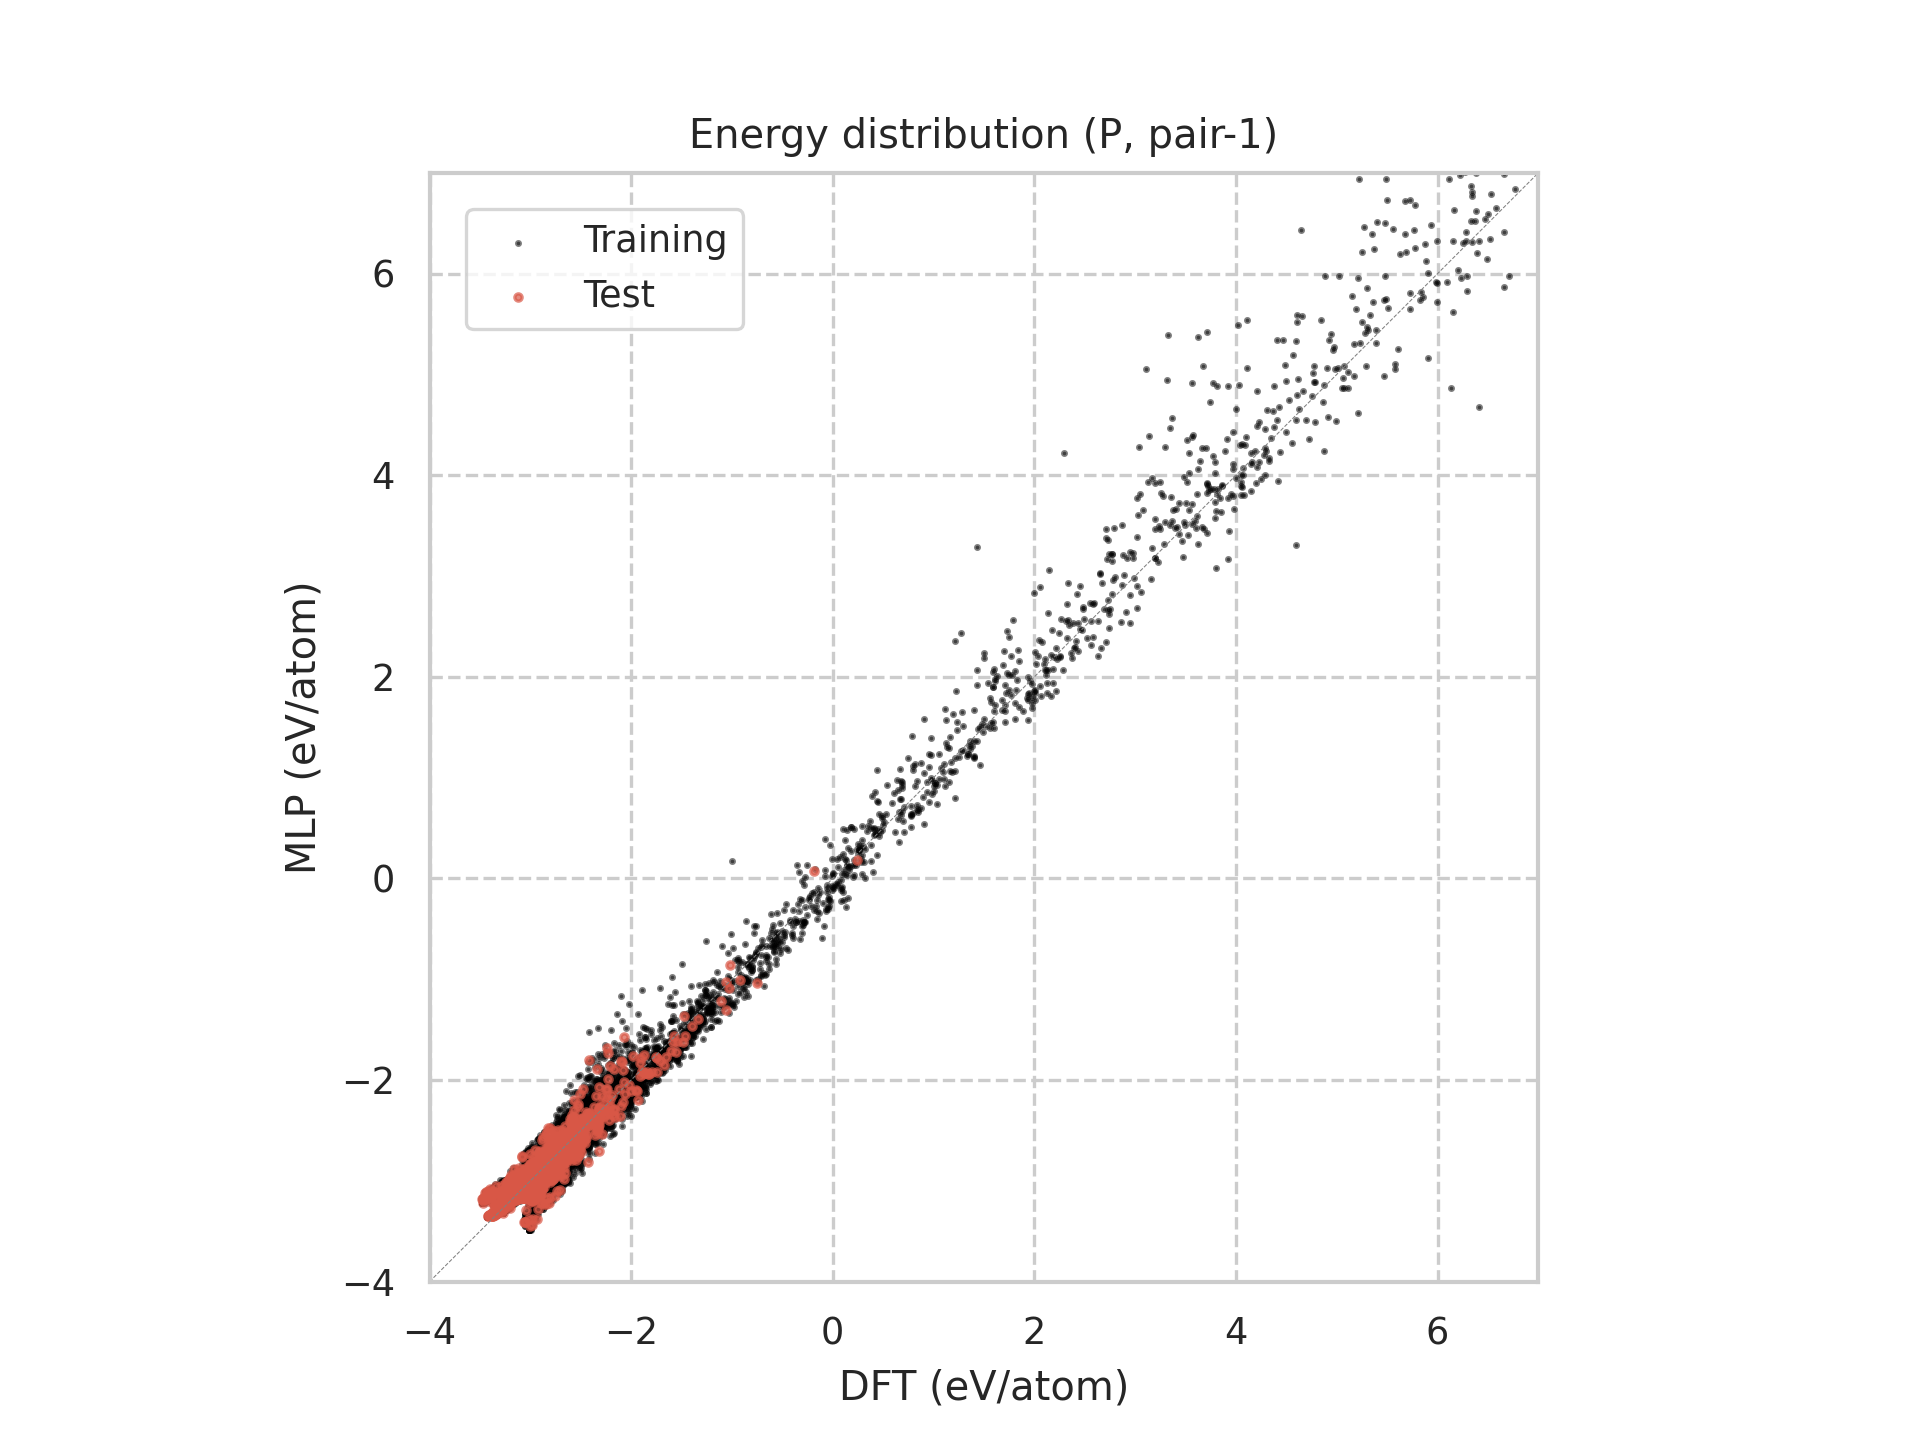 Energy distribution (P, pair-1)
Training
Test
6
4
2
0
−2
−4
MLP (eV/atom)
−4 −2 0 2 4 6
DFT (eV/atom)